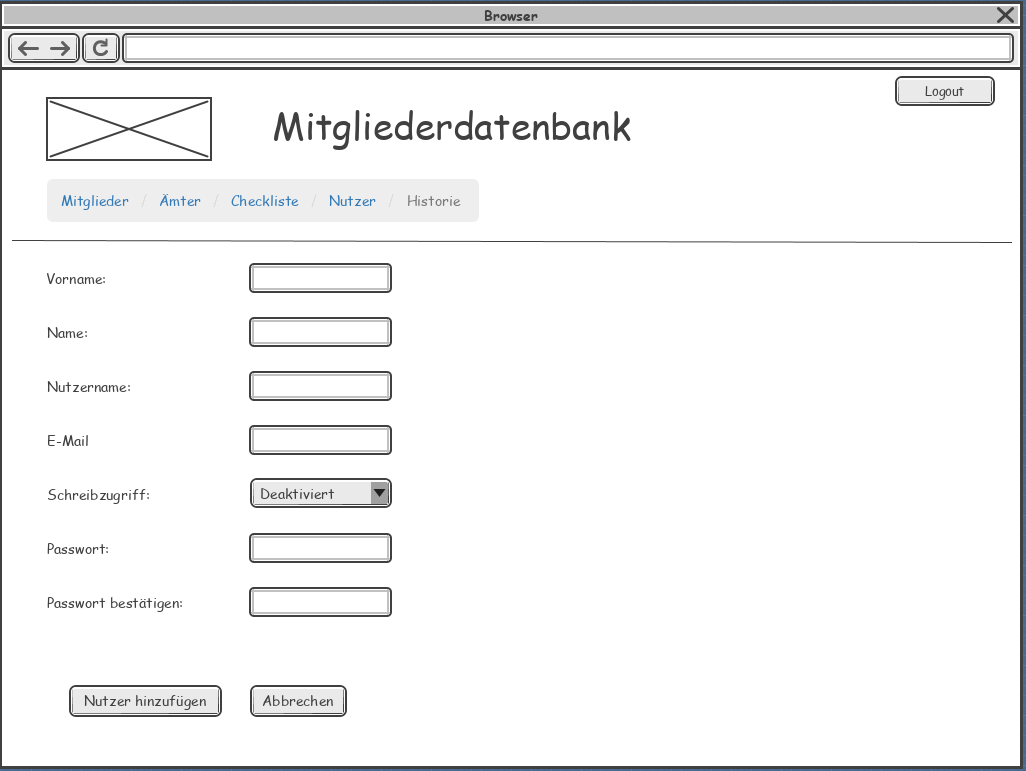 Browser
Logout
Mitgliederdatenbank
Mitglieder / Ämter / Checkliste / Nutzer / Historie
Vorname:
Name:
Nutzername:
E-Mail
Schreibzugriff: Deaktiviert
Passwort:
Passwort bestätigen:
Nutzer hinzufügen Abbrechen